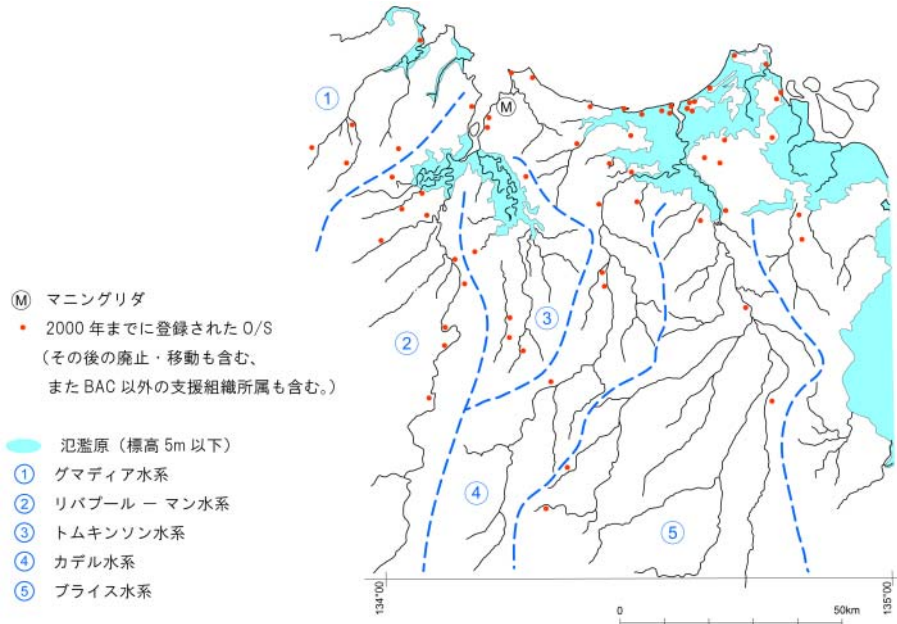 ① 
Ⓜ
③
②
④
⑤
Ⓜ マニングリダ
2000 年までに登録された O/S
(その後の廃止・移動も含む、
また BAC 以外の支援組織所属も含む。)
氾濫原（標高 5m 以下）
① グマディア水系
② リバプール － マン水系
③ トムキンソン水系
④ カデル水系
⑤ ブライス水系
134°00
135°00
0 50km